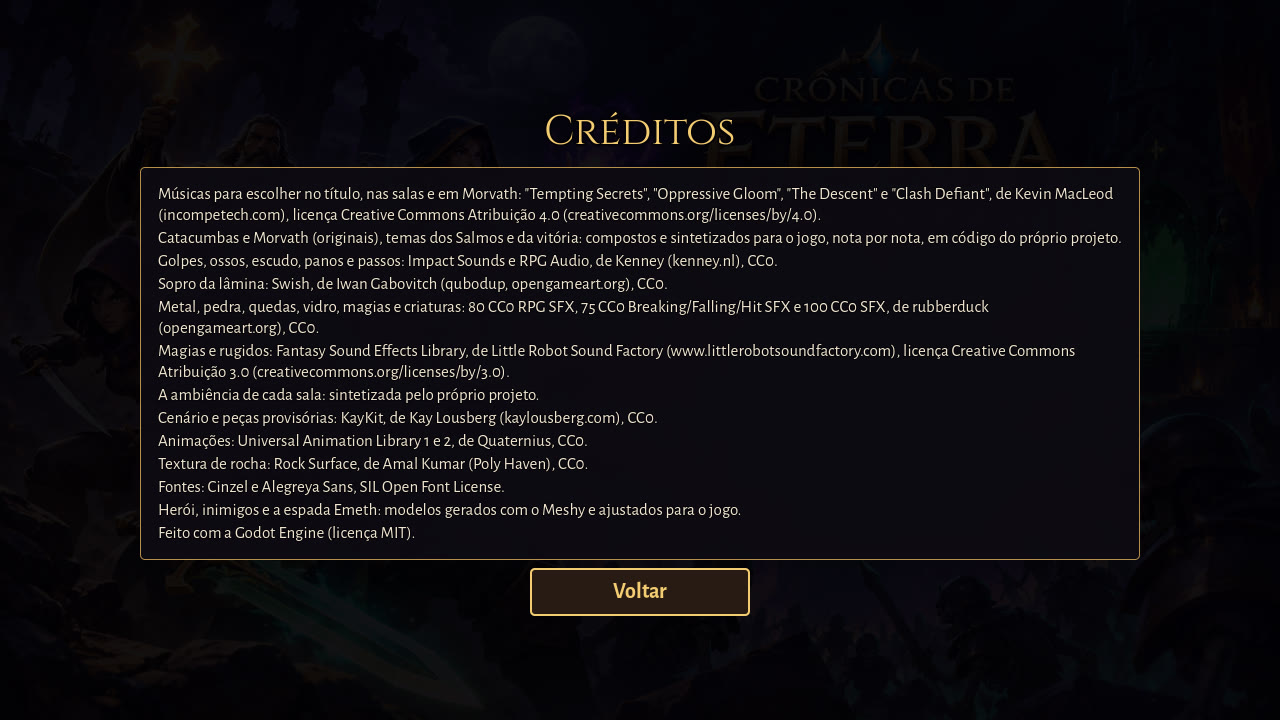 CRÔNICAS DE
ETERRA
Créditos
Músicas para escolher no título, nas salas e em Morvath: "Tempting Secrets", "Oppressive Gloom", "The Descent" e "Clash Defiant", de Kevin MacLeod
(incompetech.com), licença Creative Commons Atribuição 4.0 (creativecommons.org/licenses/by/4.0).
Catacumbas e Morvath (originais), temas dos Salmos e da vitória: compostos e sintetizados para o jogo, nota por nota, em código do próprio projeto.
Golpes, ossos, escudo, panos e passos: Impact Sounds e RPG Audio, de Kenney (kenney.nl), CC0.
Sopro da lâmina: Swish, de Iwan Gabovitch (qubodup, opengameart.org), CC0.
Metal, pedra, quedas, vidro, magias e criaturas: 80 CC0 RPG SFX, 75 CC0 Breaking/Falling/Hit SFX e 100 CC0 SFX, de rubberduck
(opengameart.org), CC0.
Magias e rugidos: Fantasy Sound Effects Library, de Little Robot Sound Factory (www.littlerobotsoundfactory.com), licença Creative Commons
Atribuição 3.0 (creativecommons.org/licenses/by/3.0).
A ambiência de cada sala: sintetizada pelo próprio projeto.
Cenário e peças provisórias: KayKit, de Kay Lousberg (kaylousberg.com), CC0.
Animações: Universal Animation Library 1 e 2, de Quaternius, CC0.
Textura de rocha: Rock Surface, de Amal Kumar (Poly Haven), CC0.
Fontes: Cinzel e Alegreya Sans, SIL Open Font License.
Herói, inimigos e a espada Emeth: modelos gerados com o Meshy e ajustados para o jogo.
Feito com a Godot Engine (licença MIT).
Voltar